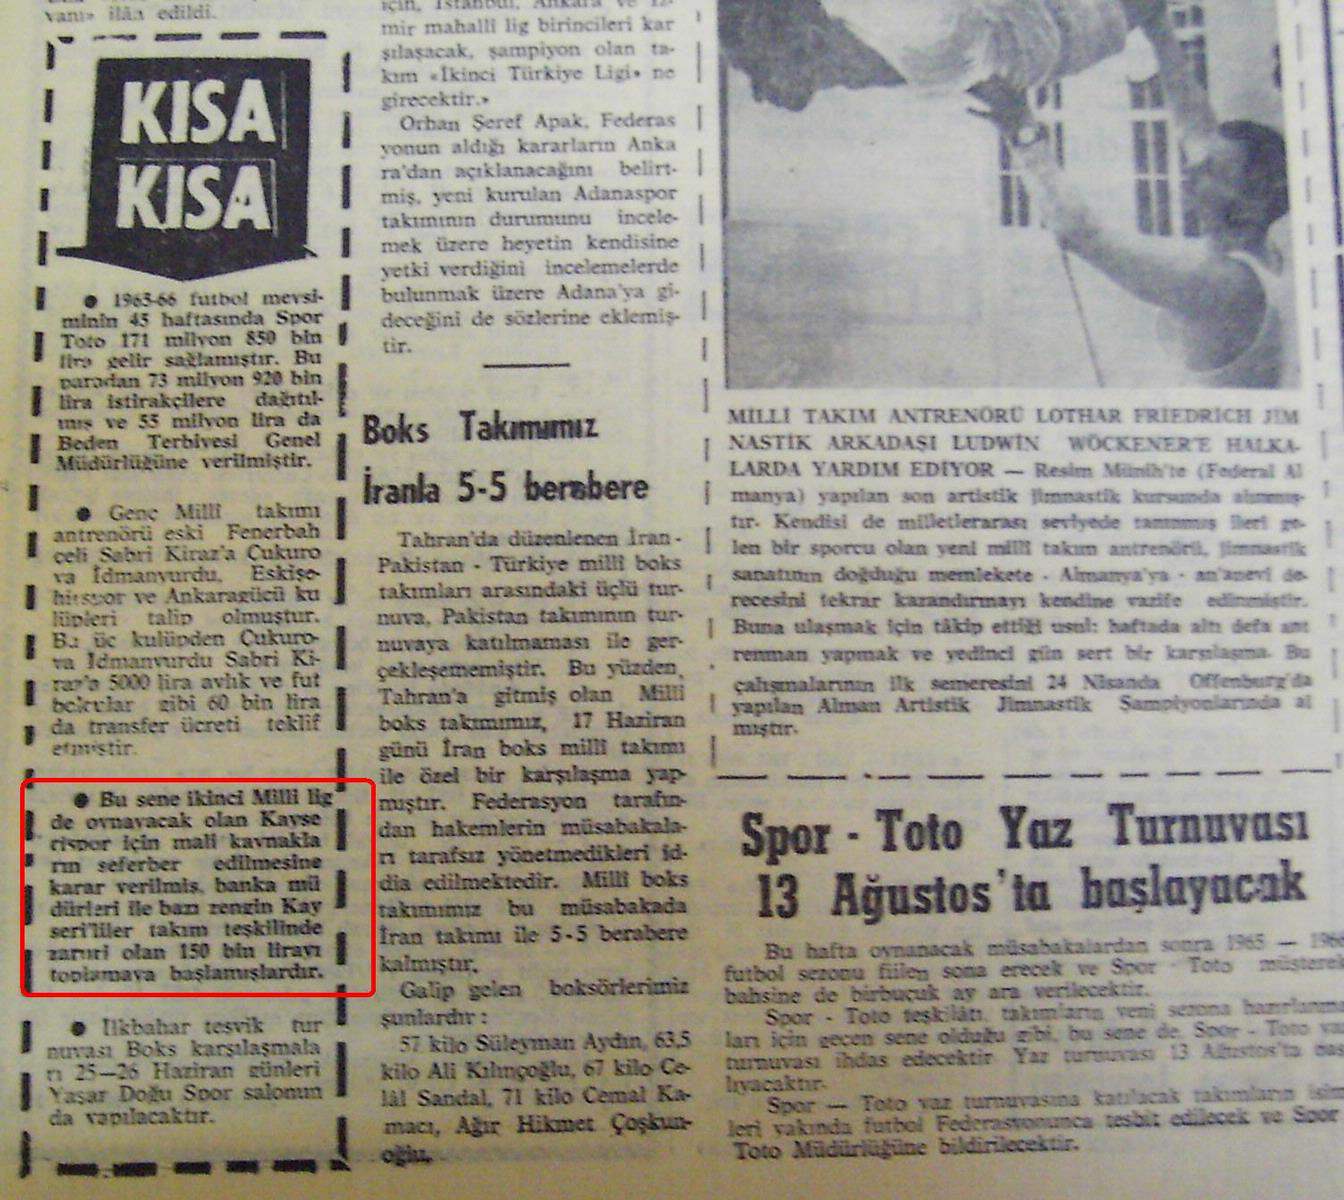 vanı» ilân edildi.
KISA
KISA
● 1965-66 futbol mevsi-
minin 45 haftasında Spor
Toto 171 milyon 850 bin
lira gelir sağlamıştır. Bu
paradan 73 milyon 920 bin
lira iştirakçilere dağıtıl-
mış ve 55 milyon lira da
Beden Terbiyesi Genel
Müdürlüğüne verilmiştir.
● Genç Millî takımı
antrenörü eski Fenerbah
çeli Sabri Kiraz'a Çukuro
va İdmanyurdu, Eskişe-
hirspor ve Ankaragücü ku
lüpleri talip olmuştur.
Bu üç kulüpden Çukuro-
va İdmanyurdu Sabri Ki-
raz'a 5000 lira aylık ve fut
bolcular gibi 60 bin lira
da transfer ücreti teklif
etmiştir.
● Bu sene ikinci Milli lig
de oynayacak olan Kayse
rispor için mali kaynakla
rın seferber edilmesine
karar verilmiş, banka mü
dürleri ile bazı zengin Kay
seri'liler takım teşkilinde
zaruri olan 150 bin lirayı
toplamaya başlamışlardır.
● İlkbahar teşvik tur
nuvası Boks karşılaşmala
rı 25—26 Haziran günleri
Yaşar Doğu Spor salonun
da yapılacaktır.
için, İstanbul, Ankara ve İz-
mir mahalli lig birincileri kar
şılaşacak, şampiyon olan ta-
kım «İkinci Türkiye Ligi» ne
girecektir.»
Orhan Şeref Apak, Federas
yonun aldığı kararların Anka
ra'dan açıklanacağını belirt-
miş, yeni kurulan Adanaspor
takımının durumunu incele-
mek üzere heyetin kendisine
yetki verdiğini incelemelerde
bulunmak üzere Adana'ya gi-
deceğini de sözlerine eklemiş-
tir.
Boks Takımımız
İranla 5-5 berabere
Tahran'da düzenlenen İran -
Pakistan - Türkiye millî boks
takımları arasındaki üçlü tur-
nuva, Pakistan takımının tur-
nuvaya katılmaması ile ger-
çekleşememiştir. Bu yüzden,
Tahran'a gitmiş olan Millî
boks takımımız, 17 Haziran
günü İran boks millî takımı
ile özel bir karşılaşma yap-
mıştır. Federasyon tarafın-
dan hakemlerin müsabakala-
rı tarafsız yönetmedikleri id-
dia edilmektedir. Millî boks
takımımız bu müsabakada
İran takımı ile 5-5 berabere
kalmıştır.
Galip gelen boksörlerimiz
şunlardır :
57 kilo Süleyman Aydın, 63,5
kilo Ali Kılınçoğlu, 67 kilo Ce-
lâl Sandal, 71 kilo Cemal Ka-
macı, Ağır Hikmet Çoşkun-
oğlu.
MİLLİ TAKIM ANTRENÖRÜ LOTHAR FRİEDRİCH JİM
NASTİK ARKADAŞI LUDWİN WÖCKENER'E HALKA-
LARDA YARDIM EDİYOR — Resim Münih'te (Federal Al
manya) yapılan son artistik jimnastik kursunda alınmış-
tır. Kendisi de milletlerarası seviyede tanınmış ileri ge-
len bir sporcu olan yeni millî takım antrenörü, jimnastik
sanatının doğduğu memlekete - Almanya'ya - an'anevi de-
recesini tekrar kazandırmayı kendine vazife edinmiştir.
Buna ulaşmak için tâkip ettiği usul: haftada altı defa ant
renman yapmak ve yedinci gün sert bir karşılaşma. Bu
çalışmalarının ilk semeresini 24 Nisanda Offenburg'da
yapılan Alman Artistik Jimnastik Şampiyonlarında al
mıştır.
Spor - Toto Yaz Turnuvası
13 Ağustos'ta başlayacak
Bu hafta oynanacak müsabakalardan sonra 1965 — 1966
futbol sezonu fiilen sona erecek ve Spor - Toto müşterek
bahsine de birbuçuk ay ara verilecektir.
Spor - Toto teşkilâtı, takımların yeni sezona hazırlanma
ları için geçen sene olduğu gibi, bu sene de, Spor - Toto
turnuvası ihdas edecektir Yaz turnuvası 13 Ağustos'ta
lıyacaktır.
Spor — Toto yaz turnuvasına katılacak takımların isim
leri yakında futbol Federasyonunca tesbit edilecek ve Spor
Toto Müdürlüğüne bildirilecektir.